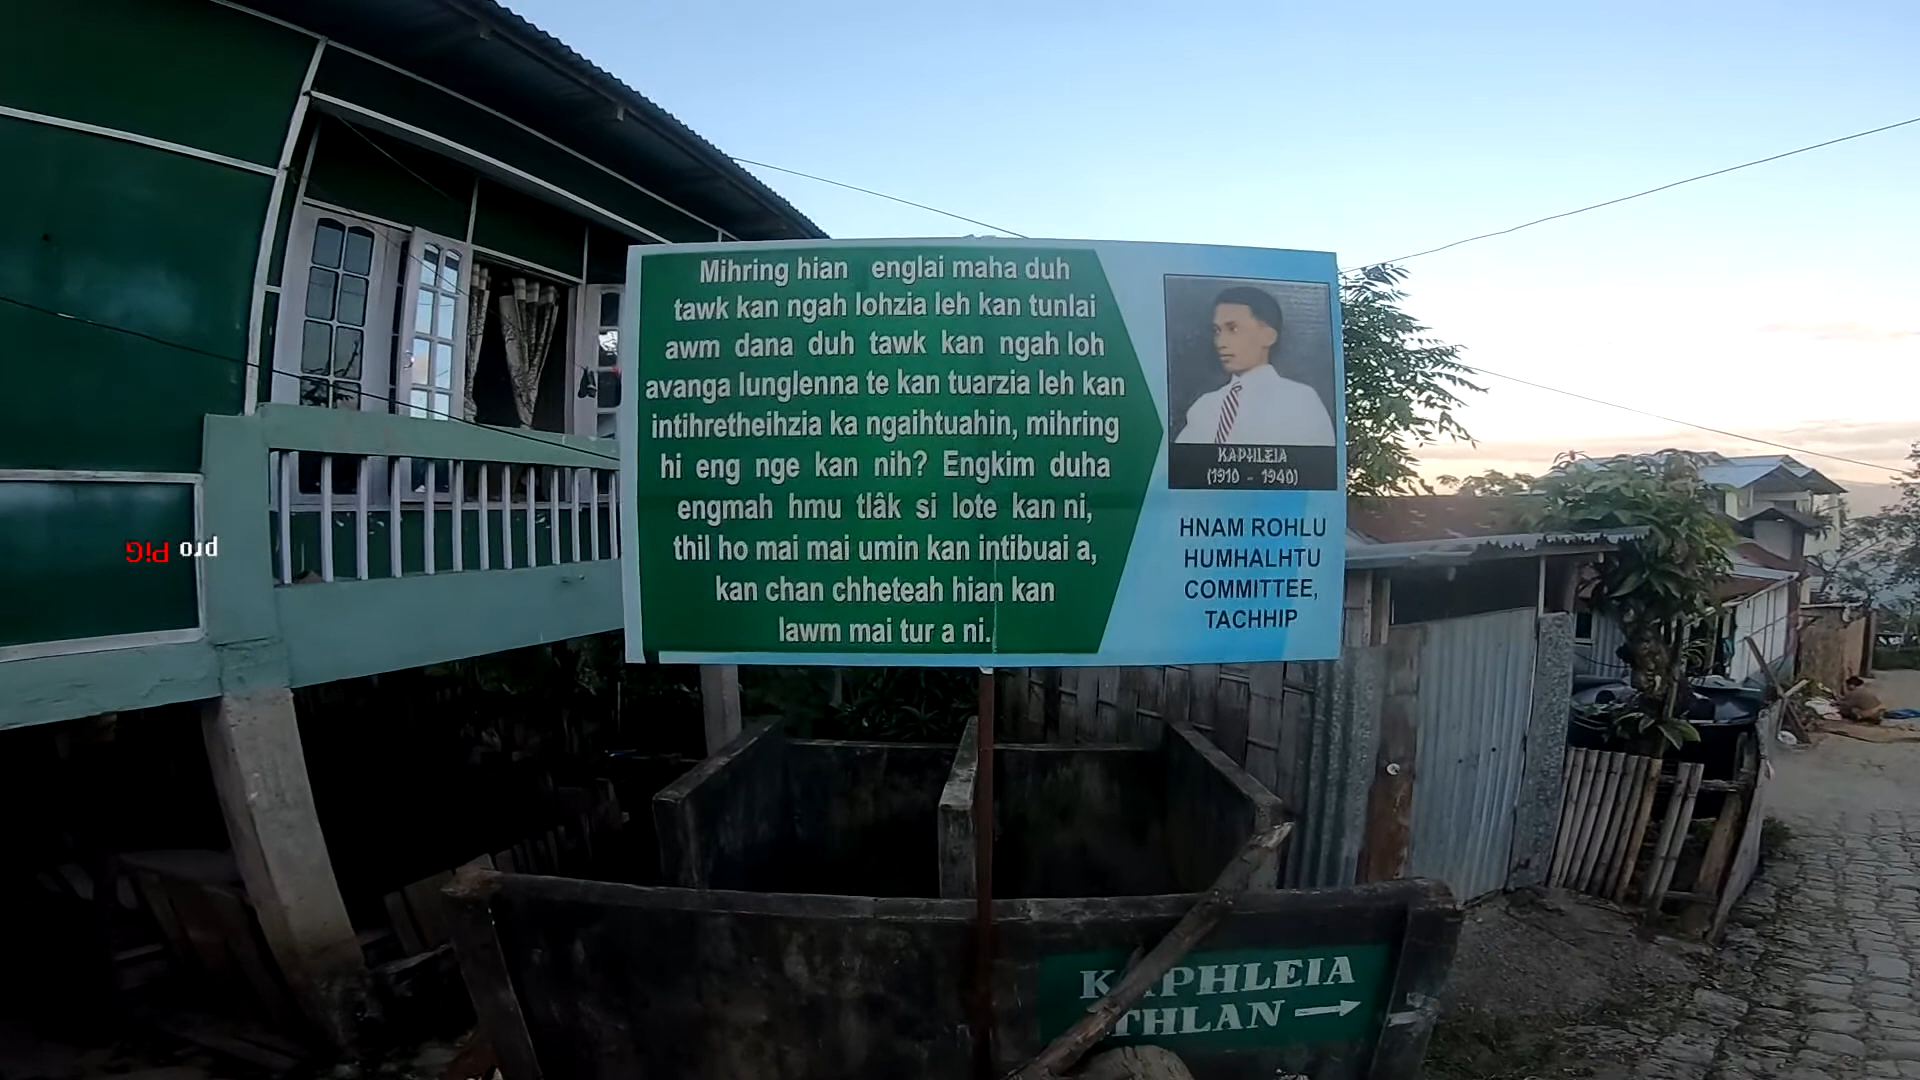 Mihring hian englai maha duh
tawk kan ngah lohzia leh kan tunlai
awm dana duh tawk kan ngah loh
avanga lunglenna te kan tuarzia leh kan
intihretheihzia ka ngaihtuahin, mihring
hi eng nge kan nih? Engkim duha
engmah hmu tlâk si lote kan ni,
thil ho mai mai umin kan intibuai a,
kan chan chheteah hian kan
lawm mai tur a ni.
KAPHLEIA
(1910 - 1940)
HNAM ROHLU
HUMHALHTU
COMMITTEE,
TACHHIP
pro PiG
KAPHLEIA
THLAN →